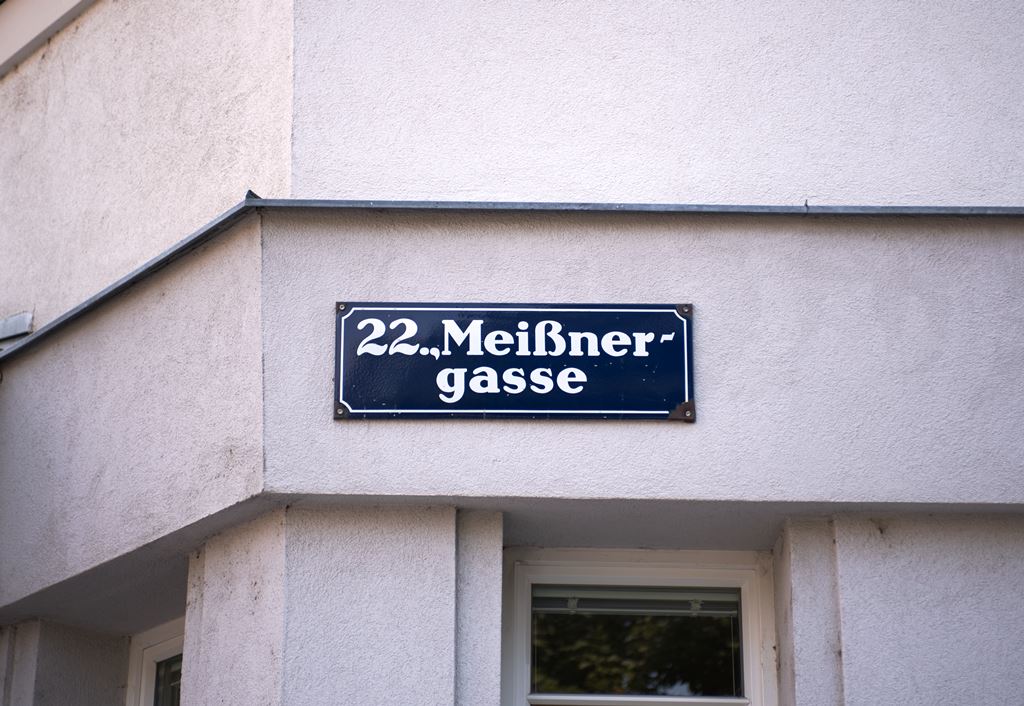 22., Meißner-
gasse